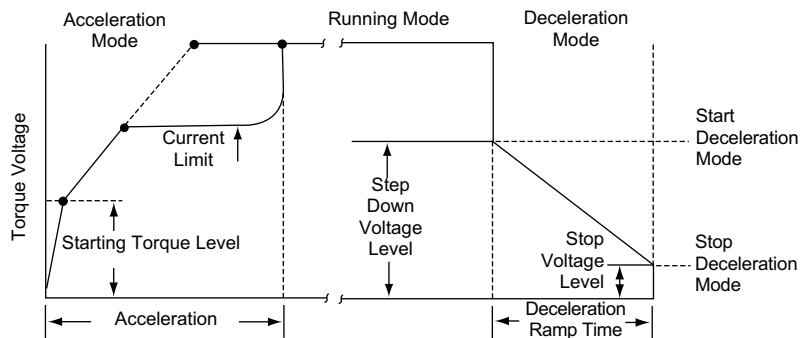 Acceleration
Mode
Running Mode
Deceleration
Mode
Torque Voltage
Current
Limit
Starting Torque Level
Step
Down
Voltage
Level
Stop
Voltage
Level
Start
Deceleration
Mode
Stop
Deceleration
Mode
Acceleration
Deceleration
Ramp Time